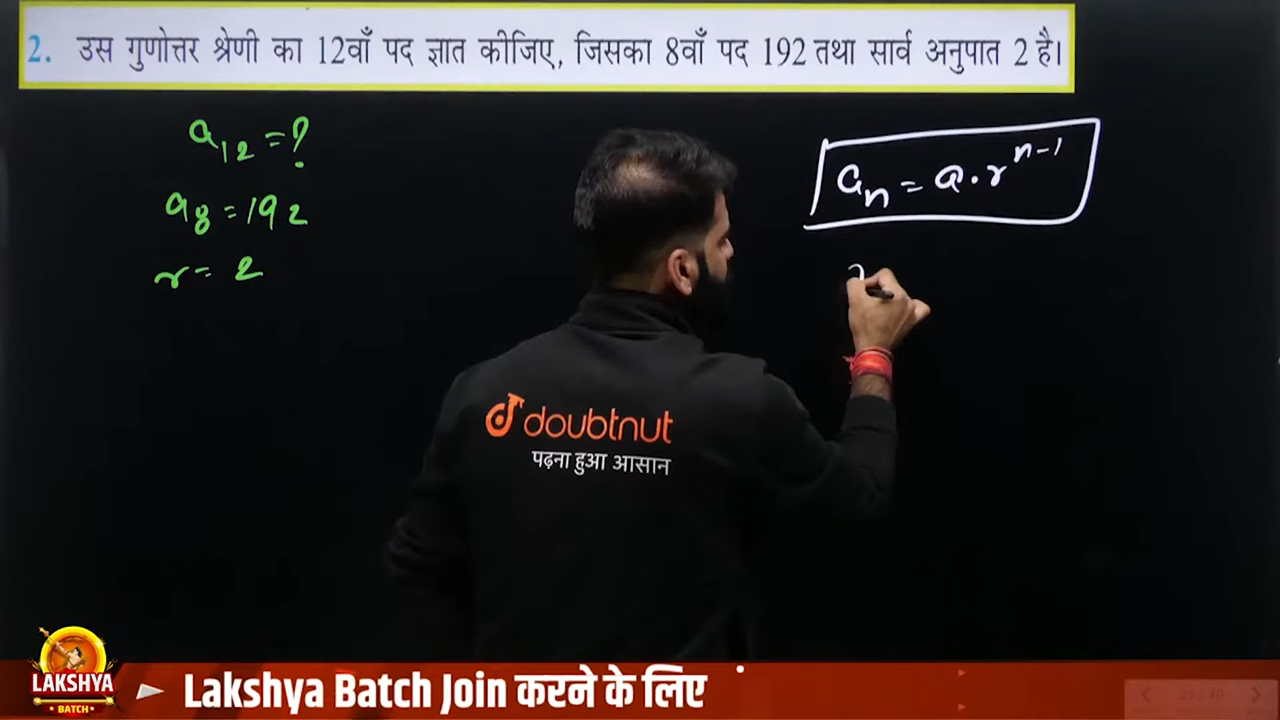 2. उस गुणोत्तर श्रेणी का 12वाँ पद ज्ञात कीजिए, जिसका 8वाँ पद 192 तथा सार्व अनुपात 2 है।
a₁₂ = ?
a₈ = 192
r = 2
aₙ = a · rⁿ⁻¹
doubtnut
पढ़ना हुआ आसान
LAKSHYA
BATCH
Lakshya Batch Join करने के लिए